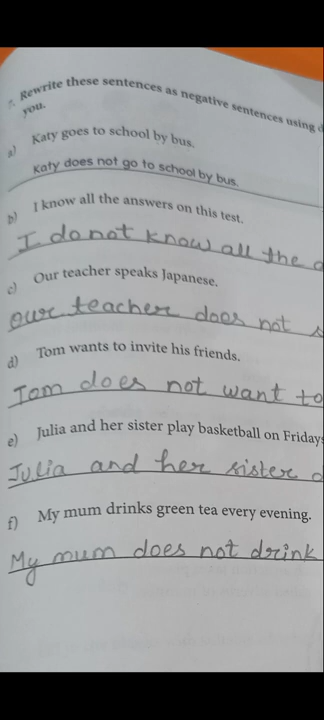 7. Rewrite these sentences as negative sentences using
you.
a) Katy goes to school by bus.
Katy does not go to school by bus.
b) I know all the answers on this test.
I do not know all the
c) Our teacher speaks Japanese.
our teacher does not
d) Tom wants to invite his friends.
Tom does not want to
e) Julia and her sister play basketball on Fridays
Julia and her sister
f) My mum drinks green tea every evening.
My mum does not drink